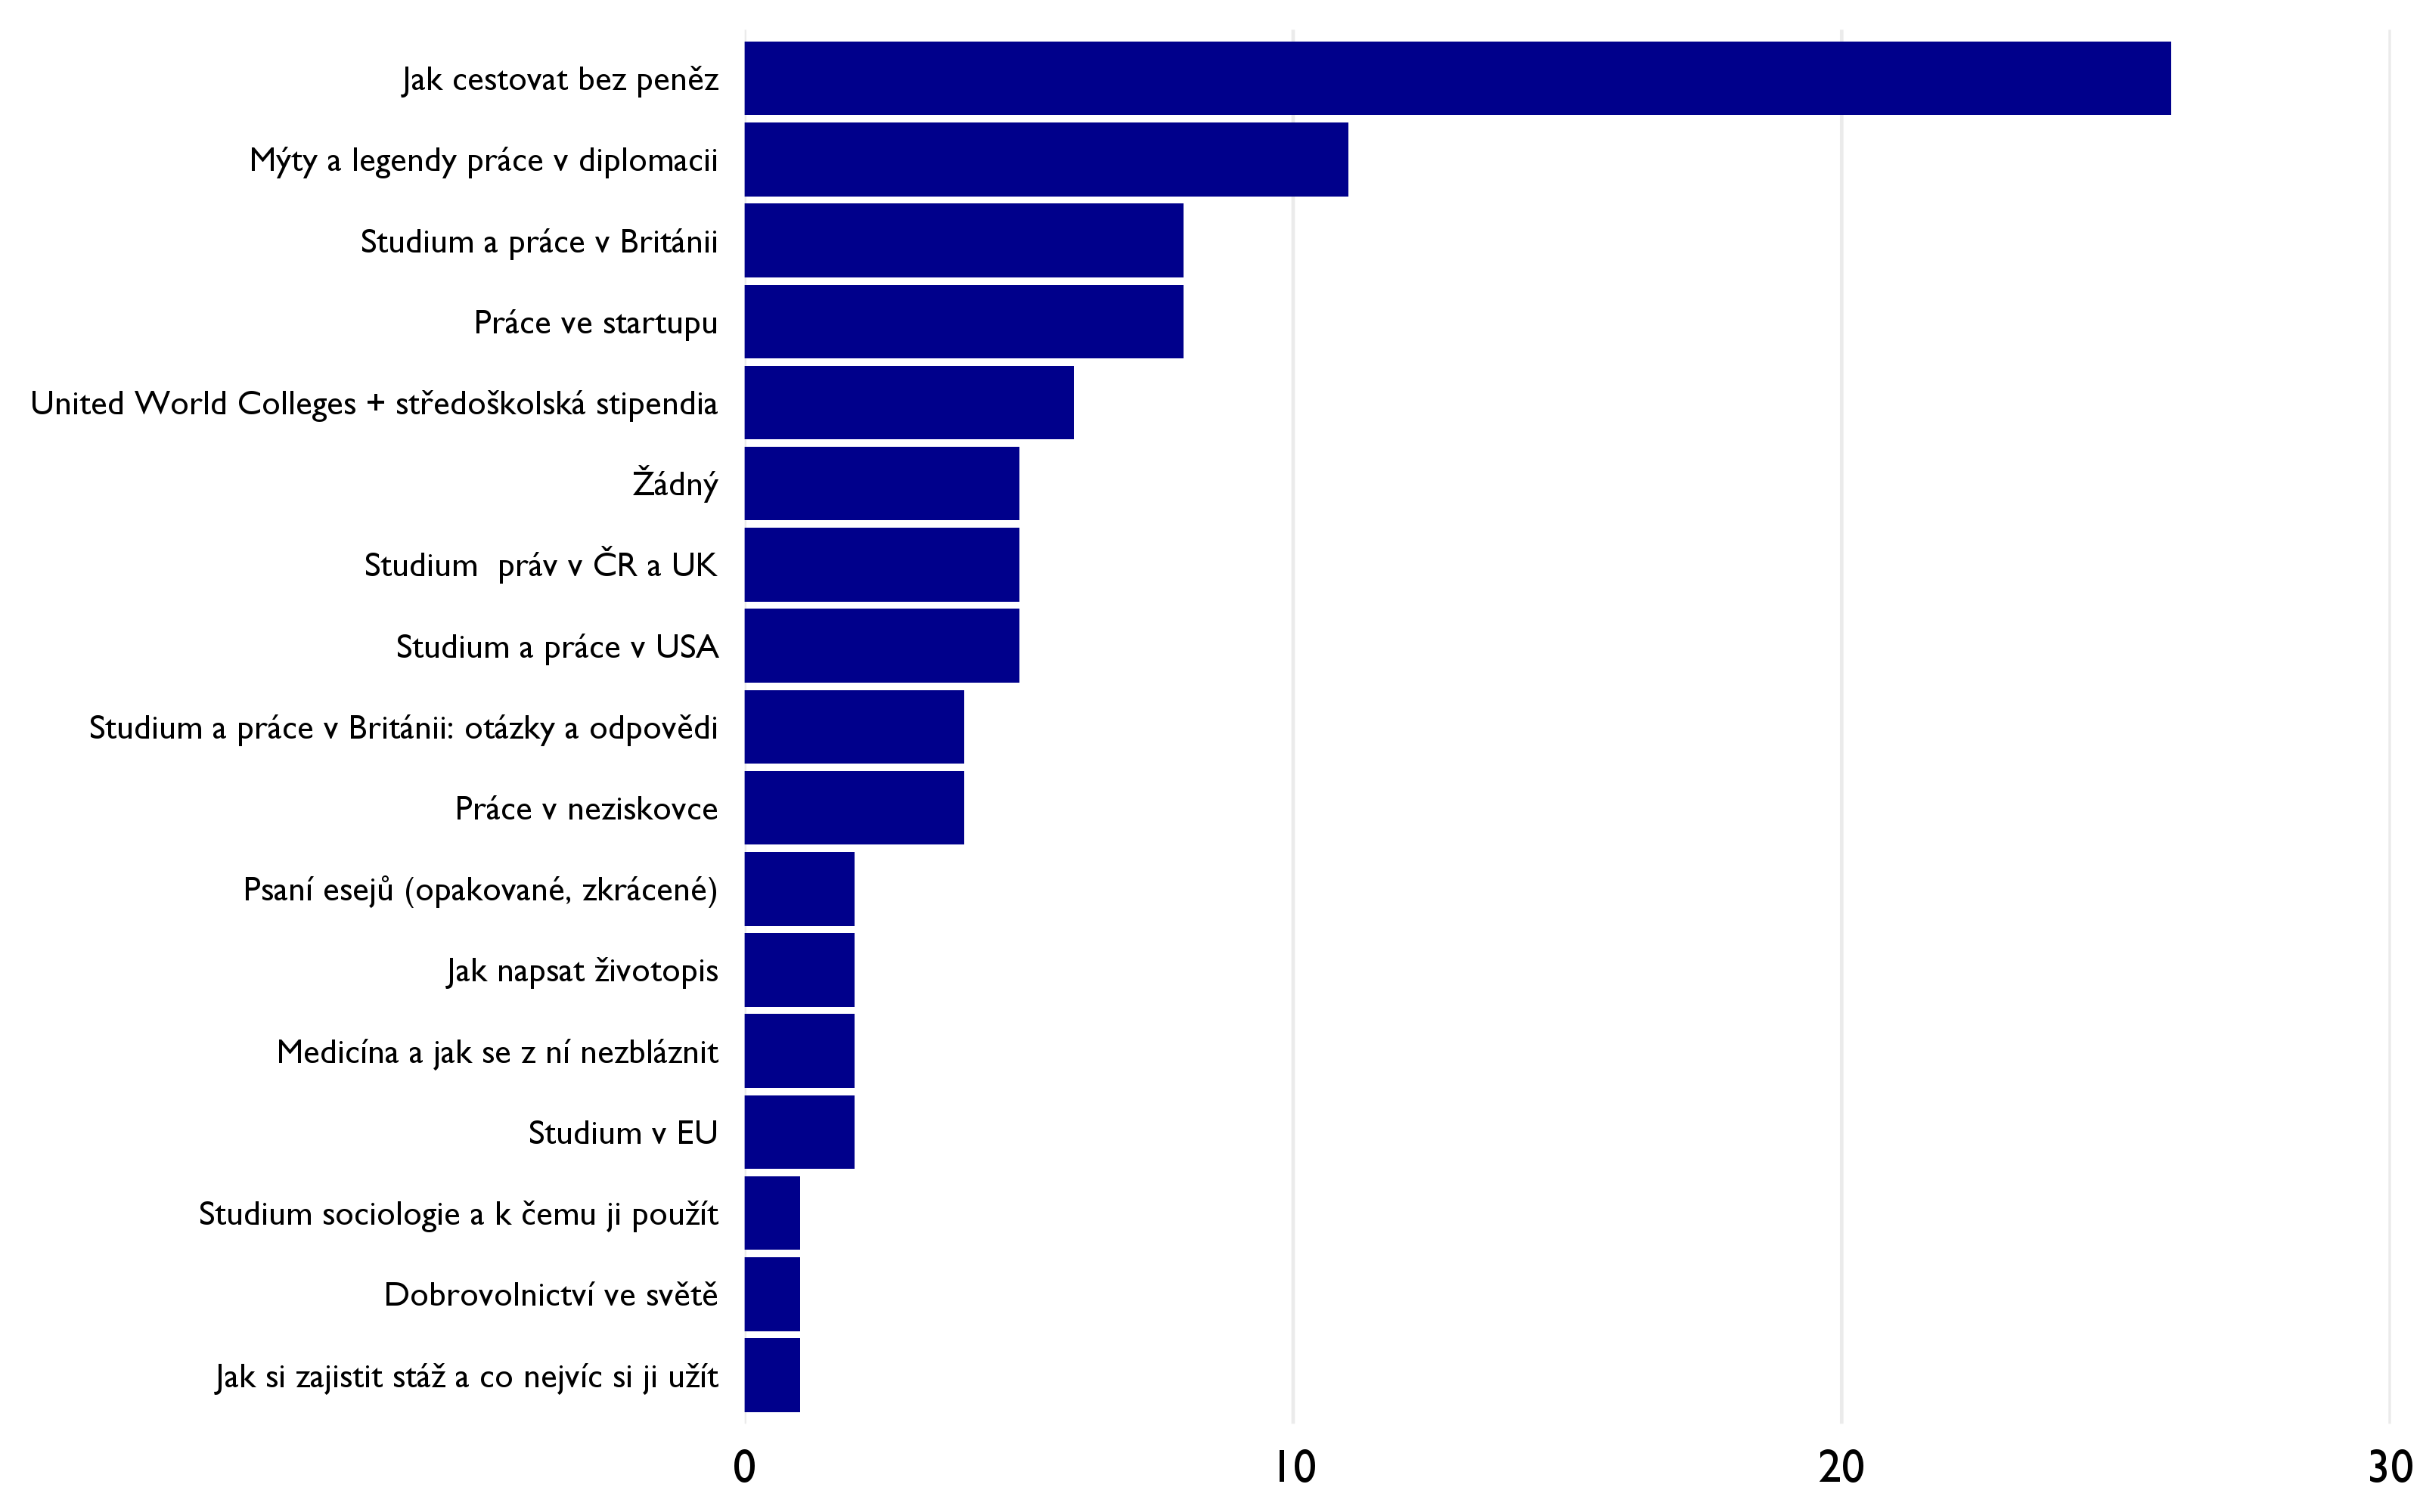 Jak cestovat bez peněz
Mýty a legendy práce v diplomacii
Studium a práce v Británii
Práce ve startupu
United World Colleges + středoškolská stipendia
Žádný
Studium  práv v ČR a UK
Studium a práce v USA
Studium a práce v Británii: otázky a odpovědi
Práce v neziskovce
Psaní esejů (opakované, zkrácené)
Jak napsat životopis
Medicína a jak se z ní nezbláznit
Studium v EU
Studium sociologie a k čemu ji použít
Dobrovolnictví ve světě
Jak si zajistit stáž a co nejvíc si ji užít
0 10 20 30